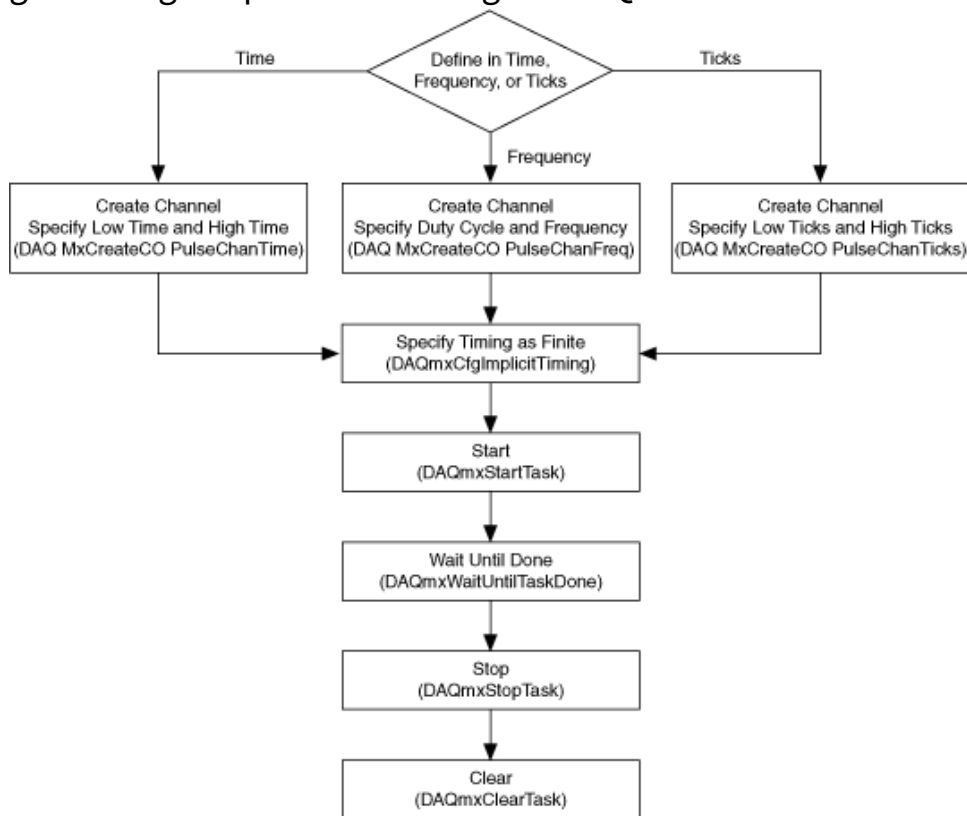 Define in Time,
Frequency, or Ticks
Time
Ticks
Frequency
Create Channel
Specify Low Time and High Time
(DAQ MxCreateCO PulseChanTime)
Create Channel
Specify Duty Cycle and Frequency
(DAQ MxCreateCO PulseChanFreq)
Create Channel
Specify Low Ticks and High Ticks
(DAQ MxCreateCO PulseChanTicks)
Specify Timing as Finite
(DAQmxCfgImplicitTiming)
Start
(DAQmxStartTask)
Wait Until Done
(DAQmxWaitUntilTaskDone)
Stop
(DAQmxStopTask)
Clear
(DAQmxClearTask)